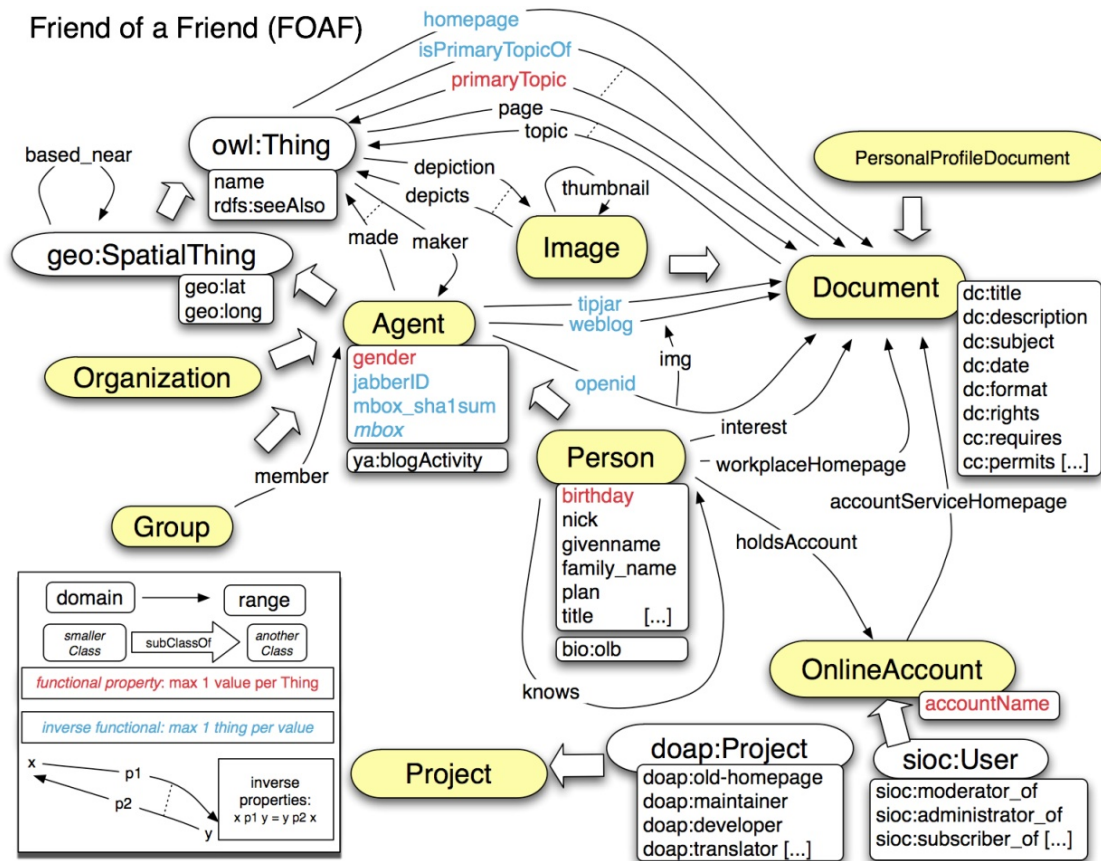 Friend of a Friend (FOAF)
homepage
isPrimaryTopicOf
primaryTopic
page
topic
owl:Thing
name
rdfs:seeAlso
based_near
depiction
depicts
thumbnail
PersonalProfileDocument
made
maker
Image
geo:SpatialThing
geo:lat
geo:long
Document
dc:title
dc:description
dc:subject
dc:date
dc:format
dc:rights
cc:requires
cc:permits [...]
Agent
gender
jabberID
mbox_sha1sum
mbox
ya:blogActivity
tipjar
weblog
img
openid
Organization
member
Group
Person
birthday
nick
givenname
family_name
plan
title [...]
bio:olb
interest
workplaceHomepage
accountServiceHomepage
holdsAccount
knows
OnlineAccount
accountName
Project
doap:Project
doap:old-homepage
doap:maintainer
doap:developer
doap:translator [...]
sioc:User
sioc:moderator_of
sioc:administrator_of
sioc:subscriber_of [...]
domain
range
smaller
Class
subClassOf
another
Class
functional property: max 1 value per Thing
inverse functional: max 1 thing per value
x
p1
p2
y
inverse
properties:
x p1 y = y p2 x